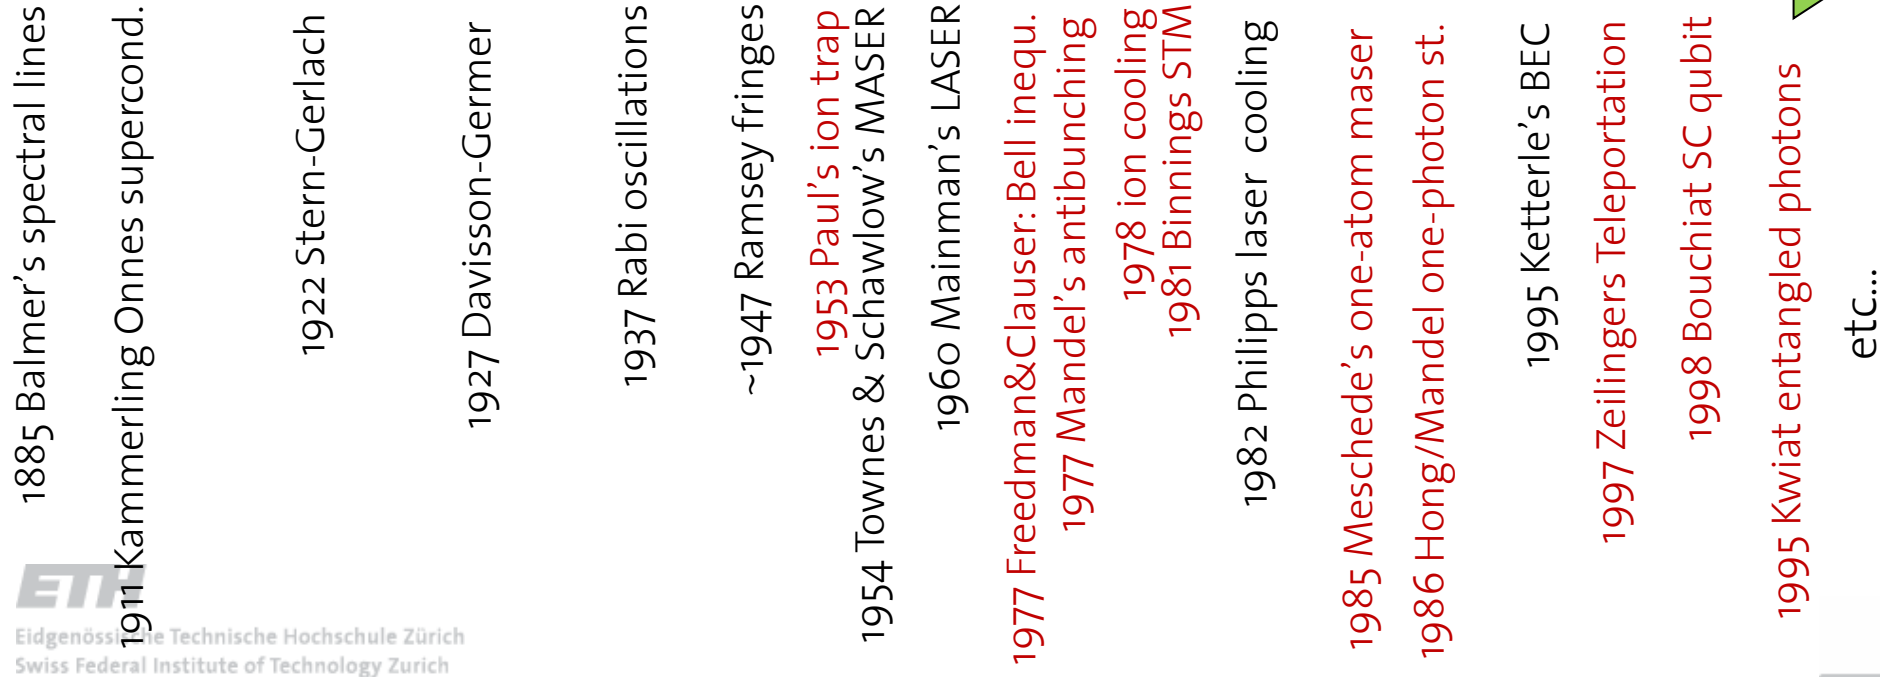 1885 Balmer's spectral lines
1911 Kammerling Onnes supercond.
1922 Stern-Gerlach
1927 Davisson-Germer
1937 Rabi oscillations
~1947 Ramsey fringes
1953 Paul's ion trap
1954 Townes & Schawlow's MASER
1960 Mainman's LASER
1977 Freedman&Clauser: Bell inequ.
1977 Mandel's antibunching
1978 ion cooling
1981 Binnings STM
1982 Philipps laser cooling
1985 Meschede's one-atom maser
1986 Hong/Mandel one-photon st.
1995 Ketterle's BEC
1997 Zeilingers Teleportation
1998 Bouchiat SC qubit
1995 Kwiat entangled photons
etc...
ETH
Eidgenössische Technische Hochschule Zürich
Swiss Federal Institute of Technology Zurich